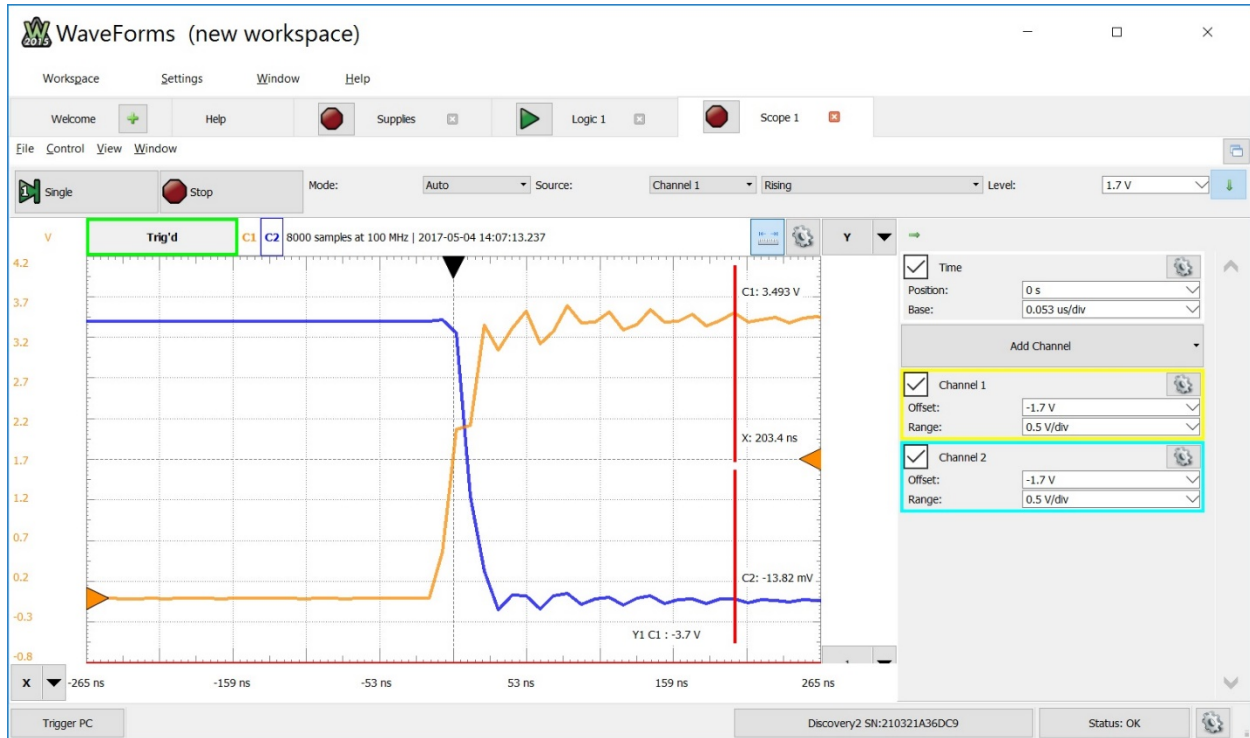 WaveForms (new workspace)
Workspace Settings Window Help
Welcome Help Supplies Logic 1 Scope 1
File Control View Window
Single Stop Mode: Auto Source: Channel 1 Rising Level: 1.7 V
V Trig'd C1 C2 8000 samples at 100 MHz | 2017-05-04 14:07:13.237 Y
4.2
3.7
3.2
2.7
2.2
1.7
1.2
0.7
0.2
-0.3
-0.8
C1: 3.493 V
X: 203.4 ns
C2: -13.82 mV
Y1 C1 : -3.7 V
X -265 ns -159 ns -53 ns 53 ns 159 ns 265 ns
Time
Position: 0 s
Base: 0.053 us/div
Add Channel
Channel 1
Offset: -1.7 V
Range: 0.5 V/div
Channel 2
Offset: -1.7 V
Range: 0.5 V/div
Trigger PC Discovery2 SN:210321A36DC9 Status: OK